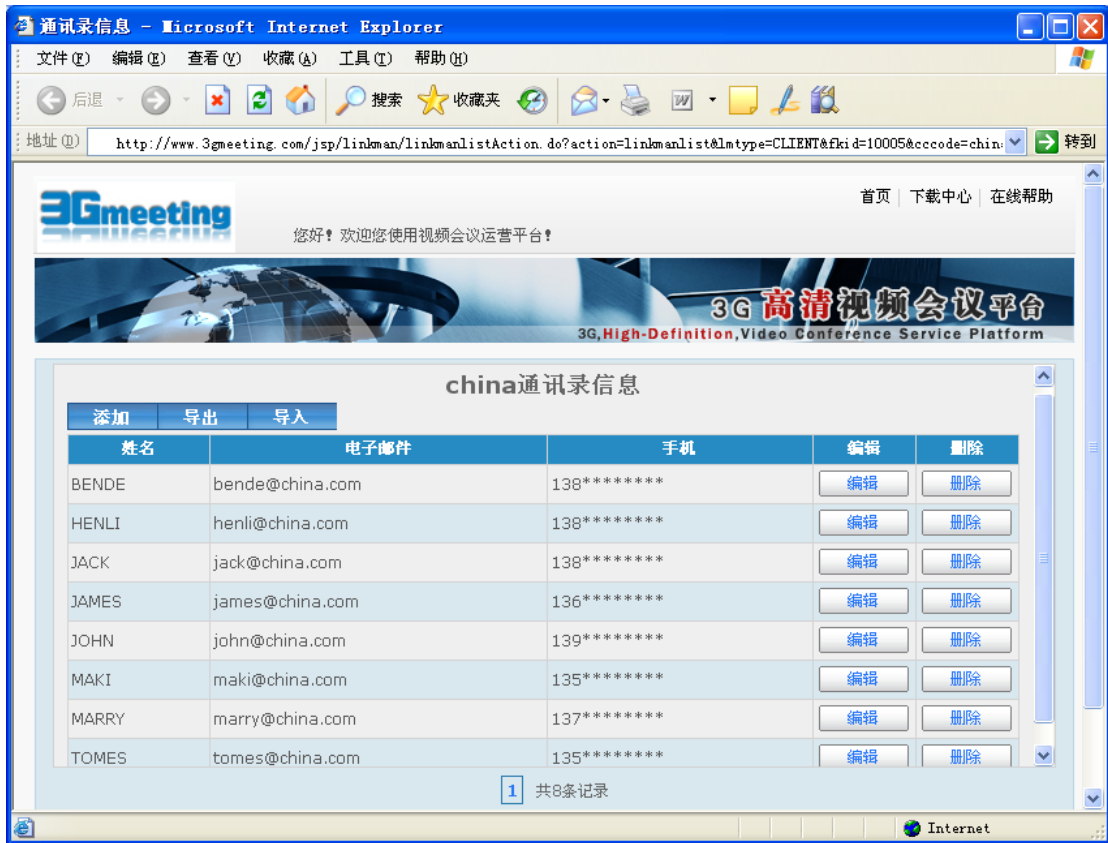 通讯录信息 - Microsoft Internet Explorer
文件(F) 编辑(E) 查看(V) 收藏(A) 工具(T) 帮助(H)
后退 搜索 收藏夹
地址(D) http://www.3gmeeting.com/jsp/linkman/linkmanlistAction.do?action=linkmanlist&lmtype=CLIENT&fkid=10005&cccode=chin 转到
3Gmeeting
首页 | 下载中心 | 在线帮助
您好！欢迎您使用视频会议运营平台！
3G 高清视频会议平台
3G,High-Definition,Video Conference Service Platform
china通讯录信息
添加 导出 导入
姓名 电子邮件 手机 编辑 删除
BENDE bende@china.com 138******** 编辑 删除
HENLI henli@china.com 138******** 编辑 删除
JACK jack@china.com 138******** 编辑 删除
JAMES james@china.com 136******** 编辑 删除
JOHN john@china.com 139******** 编辑 删除
MAKI maki@china.com 135******** 编辑 删除
MARRY marry@china.com 137******** 编辑 删除
TOMES tomes@china.com 135******** 编辑 删除
1 共8条记录
Internet